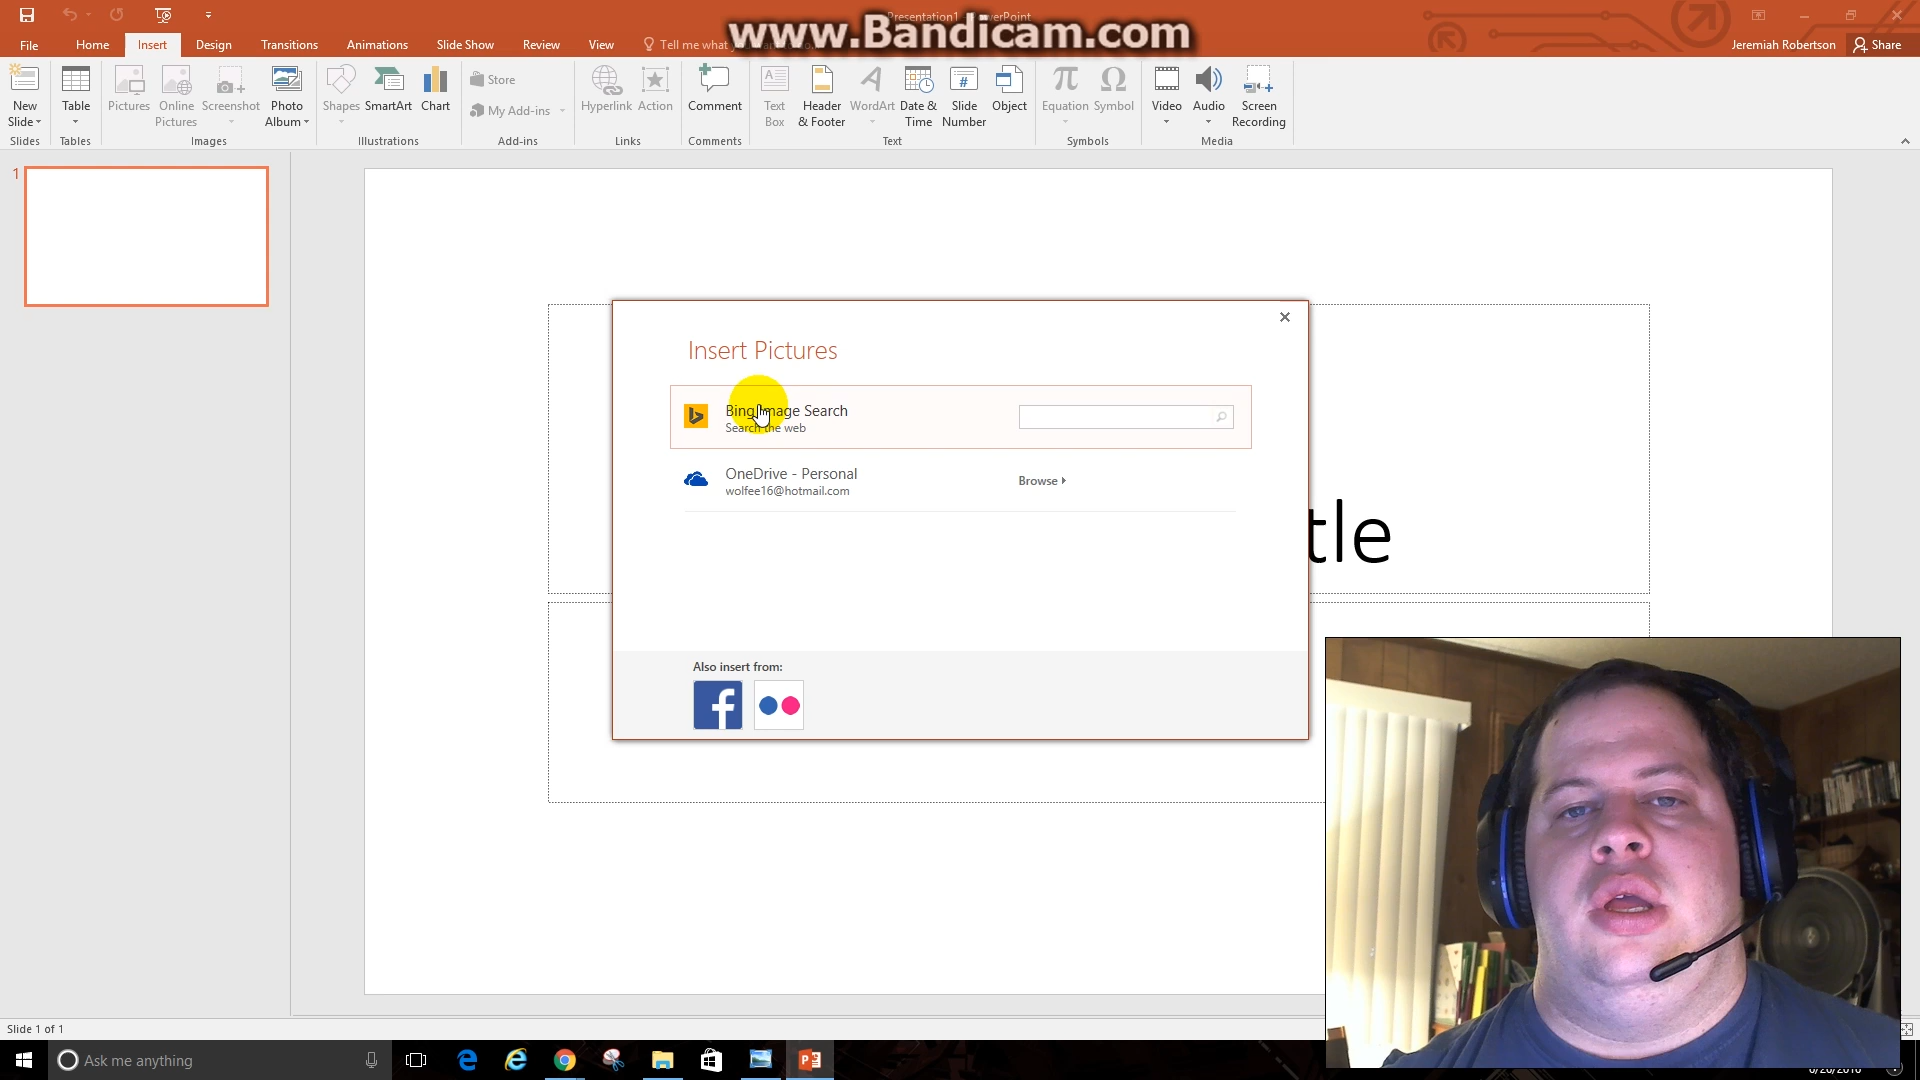 Presentation1 - PowerPoint
www.Bandicam.com
File Home Insert Design Transitions Animations Slide Show Review View Tell me what Jeremiah Robertson Share
New Slide
Table
Pictures
Online Pictures
Screenshot
Photo Album
Shapes
SmartArt
Chart
Store
My Add-ins
Hyperlink
Action
Comment
Text Box
Header & Footer
WordArt
Date & Time
Slide Number
Object
Equation
Symbol
Video
Audio
Screen Recording
Slides Tables Images Illustrations Add-ins Links Comments Text Symbols Media
1
Insert Pictures
Bing Image Search
Search the web
OneDrive - Personal
wolfee16@hotmail.com
Browse
tle
Also insert from:
Slide 1 of 1
Ask me anything